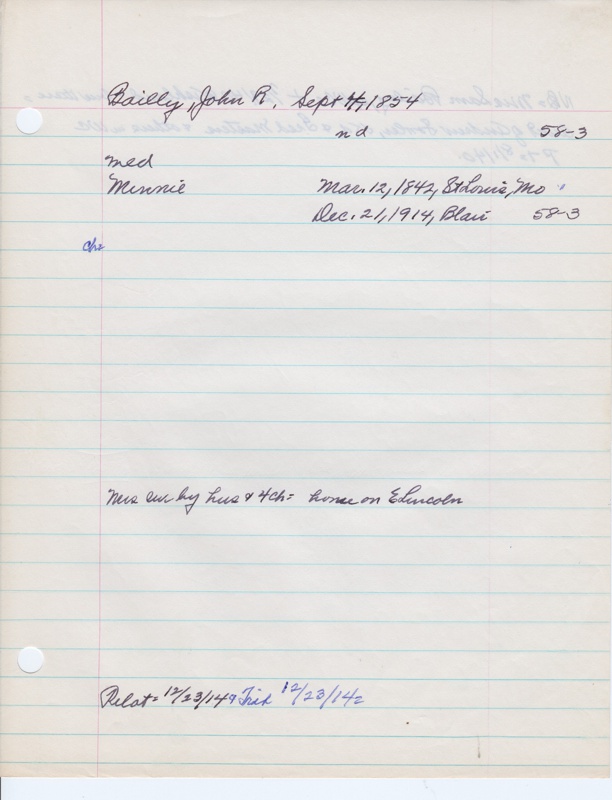 Bailly, John R. Sept 4, 1854
nd 58-3
med
Minnie Mar. 12, 1842, St Louis, Mo
Dec. 21, 1914, Blair 58-3
ch=
Mrs sur by hus & 4 ch= home on E Lincoln
Pilot= 12/23/14 & Trib 12/23/14=